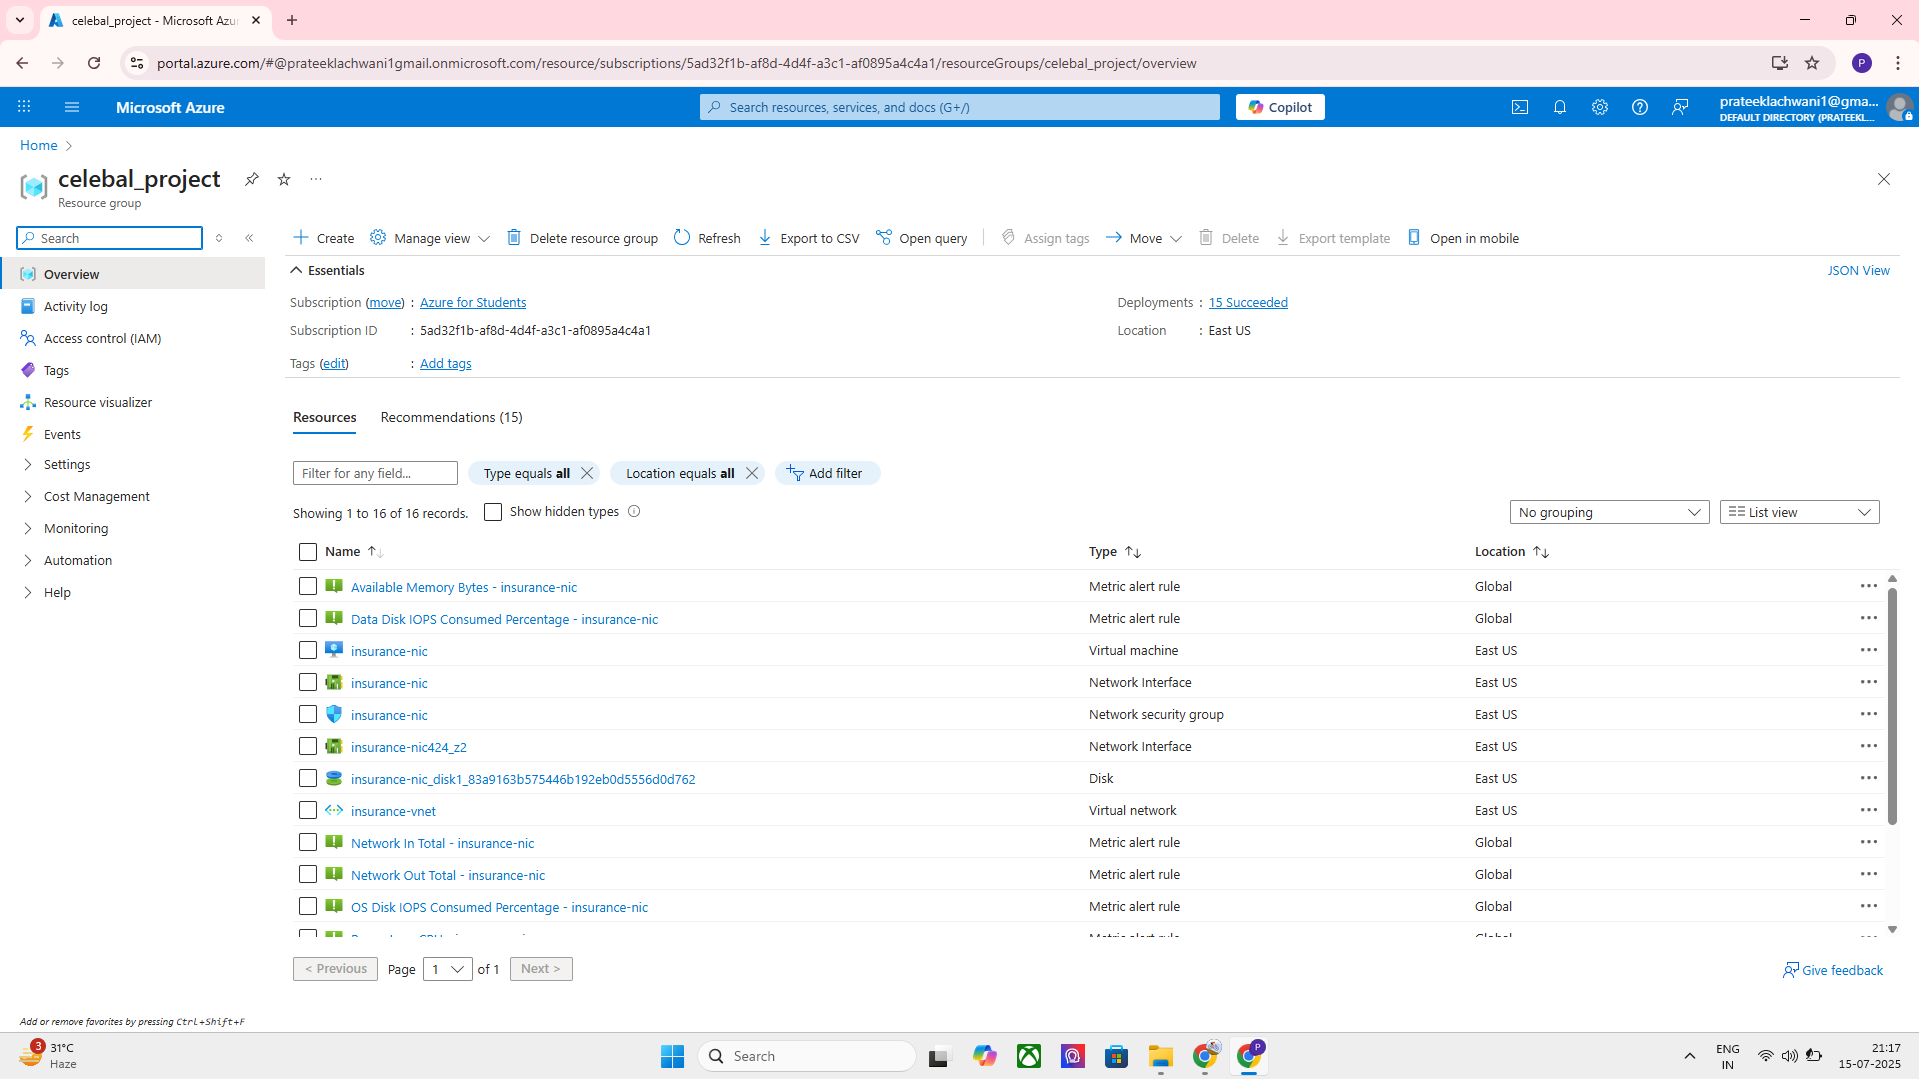 celebal_project - Microsoft Azu
portal.azure.com/#@prateeklachwani1gmail.onmicrosoft.com/resource/subscriptions/5ad32f1b-af8d-4d4f-a3c1-af0895a4c4a1/resourceGroups/celebal_project/overview
P
Microsoft Azure
Search resources, services, and docs (G+/)
Copilot
prateeklachwani1@gma...
DEFAULT DIRECTORY (PRATEEKL...
Home
celebal_project
Resource group
Search
Create
Manage view
Delete resource group
Refresh
Export to CSV
Open query
Assign tags
Move
Delete
Export template
Open in mobile
Overview
Activity log
Access control (IAM)
Tags
Resource visualizer
Events
Settings
Cost Management
Monitoring
Automation
Help
Essentials
JSON View
Subscription (move) : Azure for Students
Deployments : 15 Succeeded
Subscription ID : 5ad32f1b-af8d-4d4f-a3c1-af0895a4c4a1
Location : East US
Tags (edit) : Add tags
Resources
Recommendations (15)
Filter for any field...
Type equals all
Location equals all
Add filter
Showing 1 to 16 of 16 records.
Show hidden types
No grouping
List view
Name Type Location
Available Memory Bytes - insurance-nic Metric alert rule Global
Data Disk IOPS Consumed Percentage - insurance-nic Metric alert rule Global
insurance-nic Virtual machine East US
insurance-nic Network Interface East US
insurance-nic Network security group East US
insurance-nic424_z2 Network Interface East US
insurance-nic_disk1_83a9163b575446b192eb0d5556d0d762 Disk East US
insurance-vnet Virtual network East US
Network In Total - insurance-nic Metric alert rule Global
Network Out Total - insurance-nic Metric alert rule Global
OS Disk IOPS Consumed Percentage - insurance-nic Metric alert rule Global
< Previous
Page
1
of 1
Next >
Give feedback
Add or remove favorites by pressing Ctrl+Shift+F
3
31°C
Haze
Search
P
ENG
IN
21:17
15-07-2025